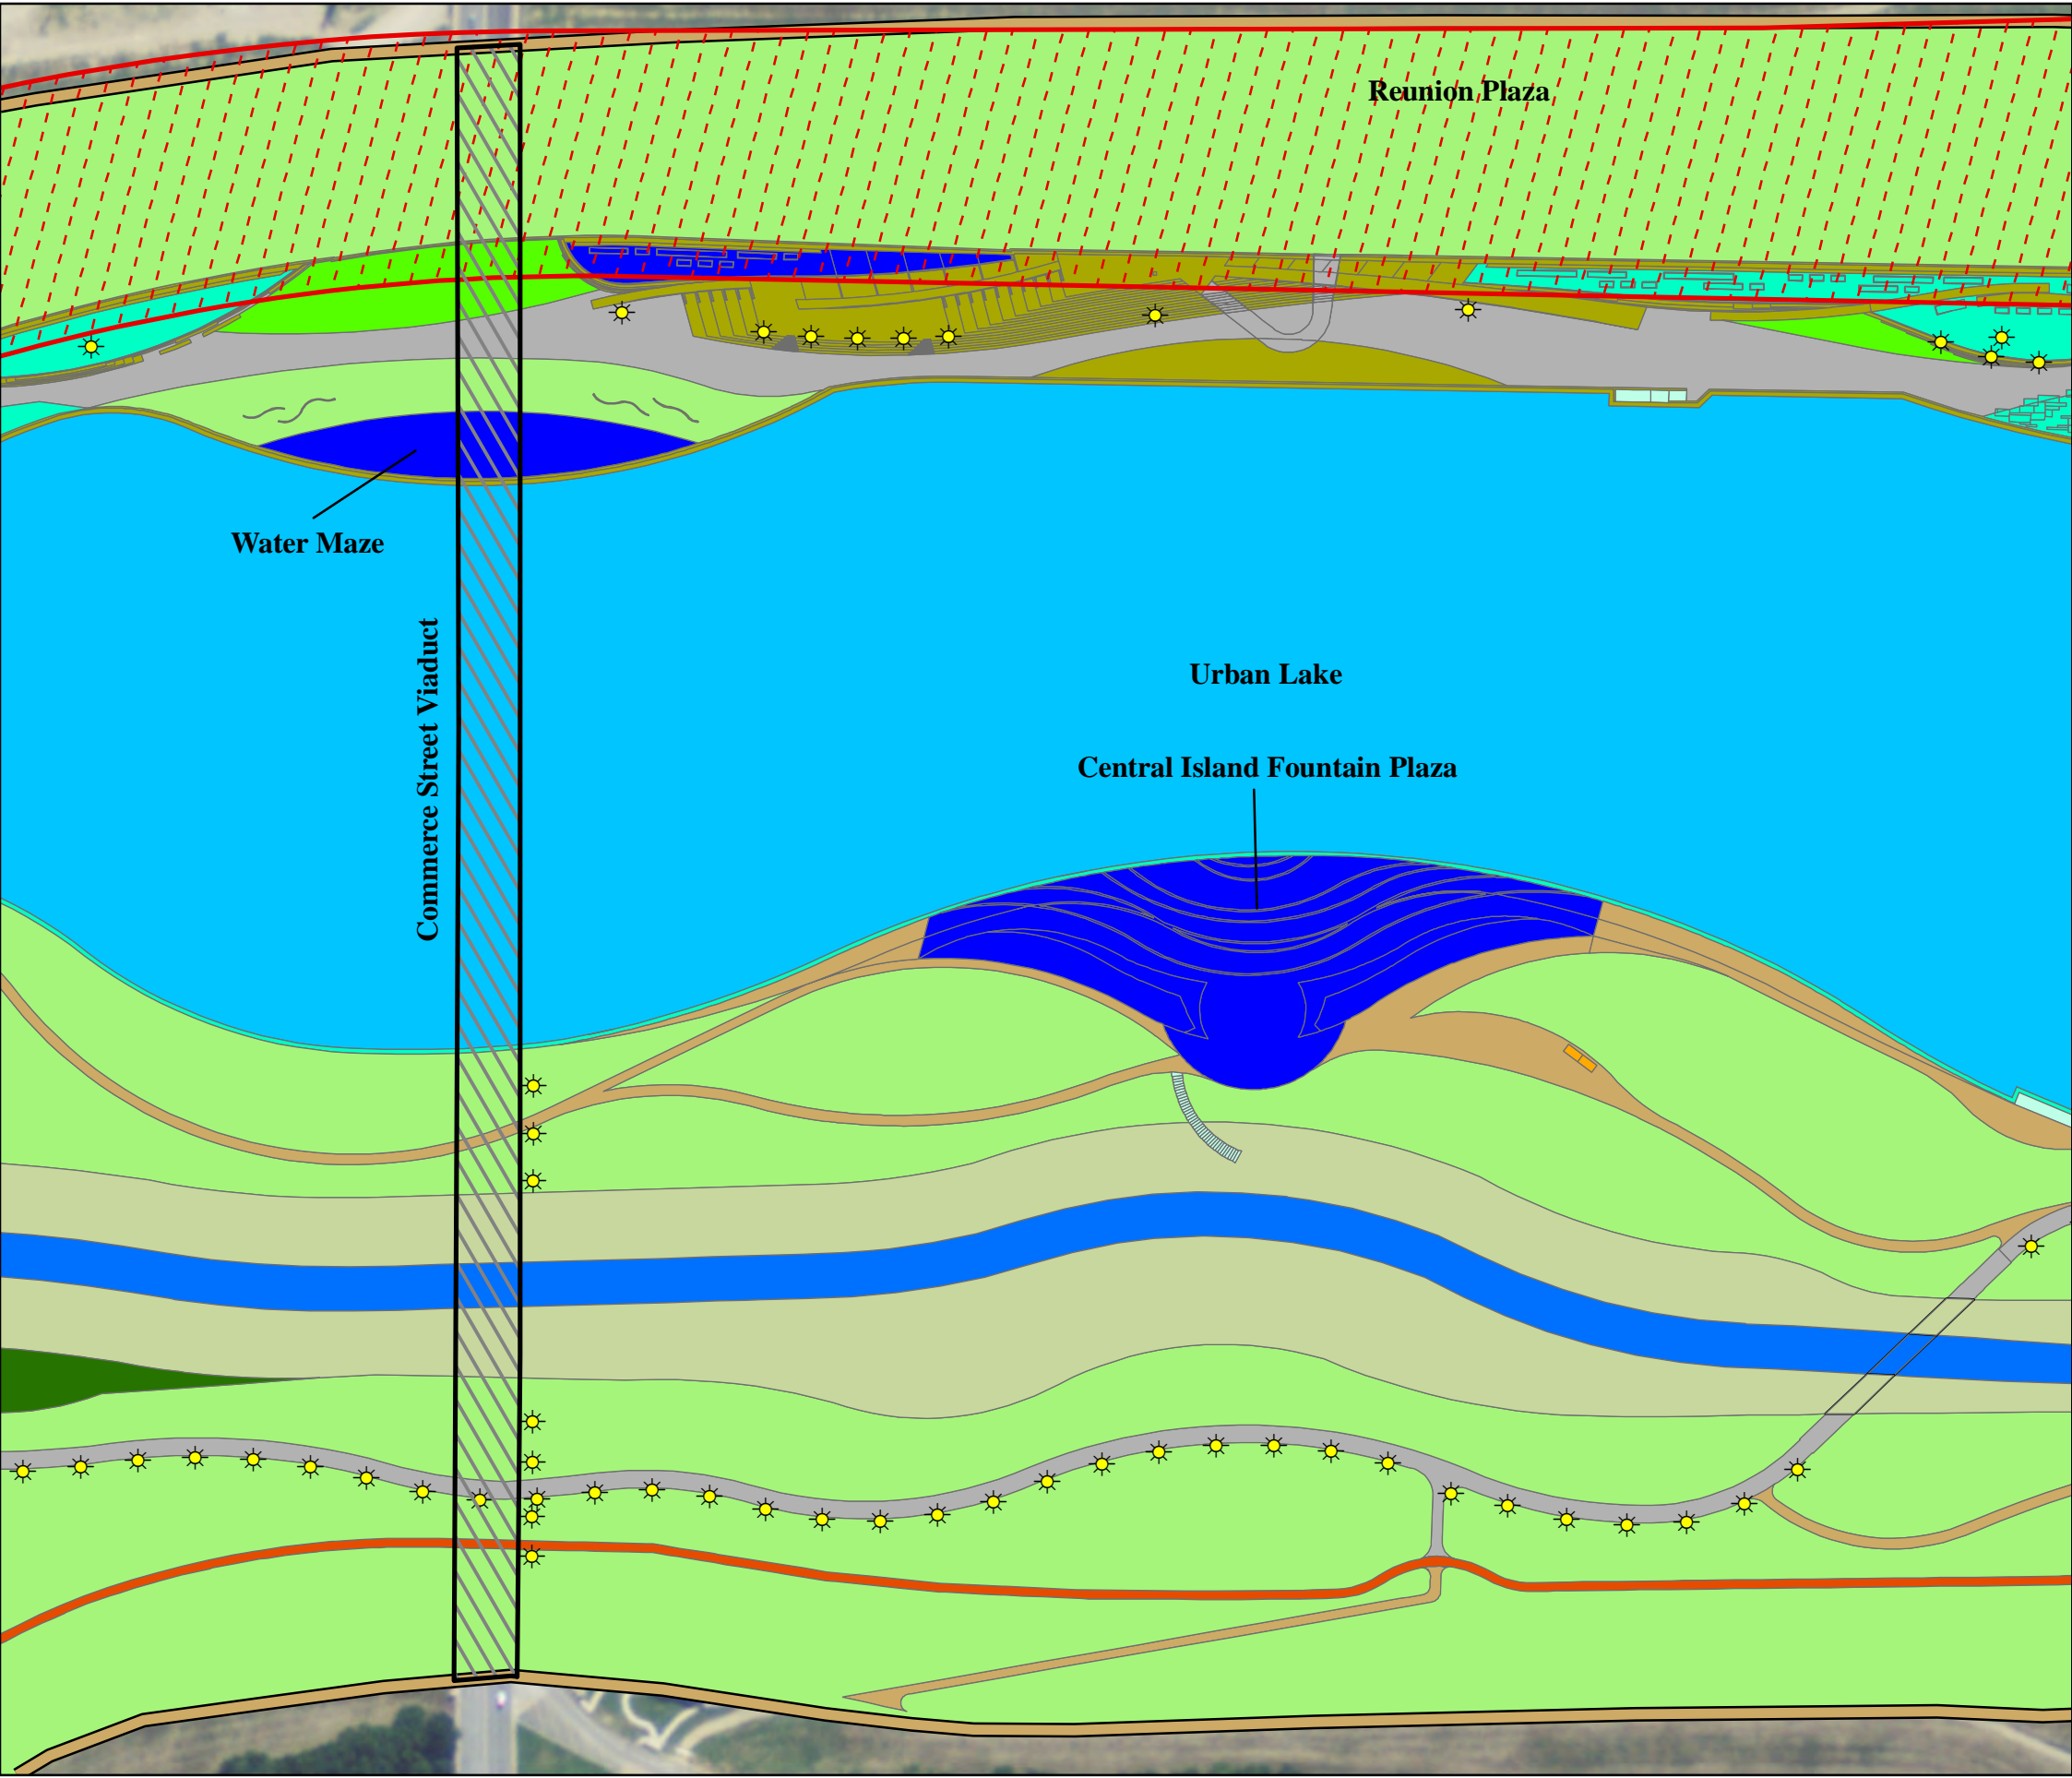 Reunion Plaza
Water Maze
Commerce Street Viaduct
Urban Lake
Central Island Fountain Plaza